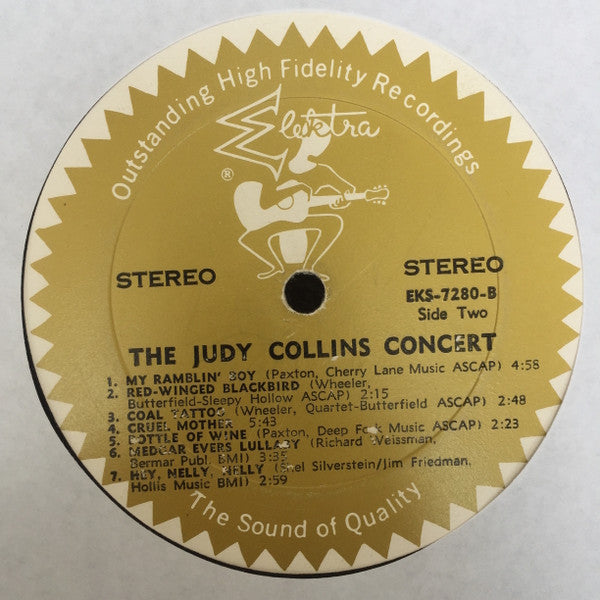 Outstanding High Fidelity Recordings
Elektra
®
STEREO
STEREO
EKS-7280-B
Side Two
THE JUDY COLLINS CONCERT
1. MY RAMBLIN' BOY (Paxton, Cherry Lane Music ASCAP) 4:58
2. RED-WINGED BLACKBIRD (Wheeler,
Butterfield-Sleepy Hollow ASCAP) 2:15
3. COAL TATTOO (Wheeler, Quartet-Butterfield ASCAP) 2:48
4. CRUEL MOTHER 5:43
5. BOTTLE OF WINE (Paxton, Deep Fork Music ASCAP) 2:23
6. MEDGAR EVERS LULLABY (Richard Weissman,
Bermar Publ. BMI) 3:35
7. HEY, NELLY, NELLY (Shel Silverstein/Jim Friedman,
Hollis Music BMI) 2:59
The Sound of Quality